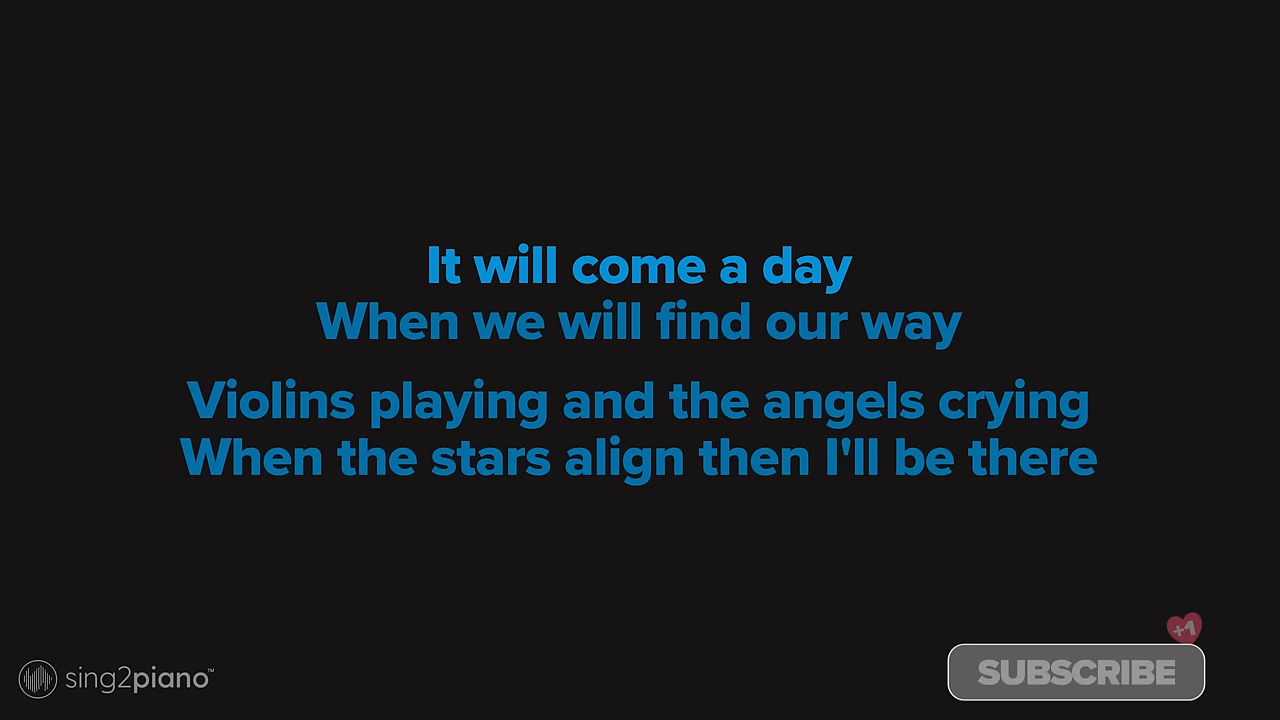 It will come a day
When we will find our way
Violins playing and the angels crying
When the stars align then I'll be there
+1
sing2piano™
SUBSCRIBE